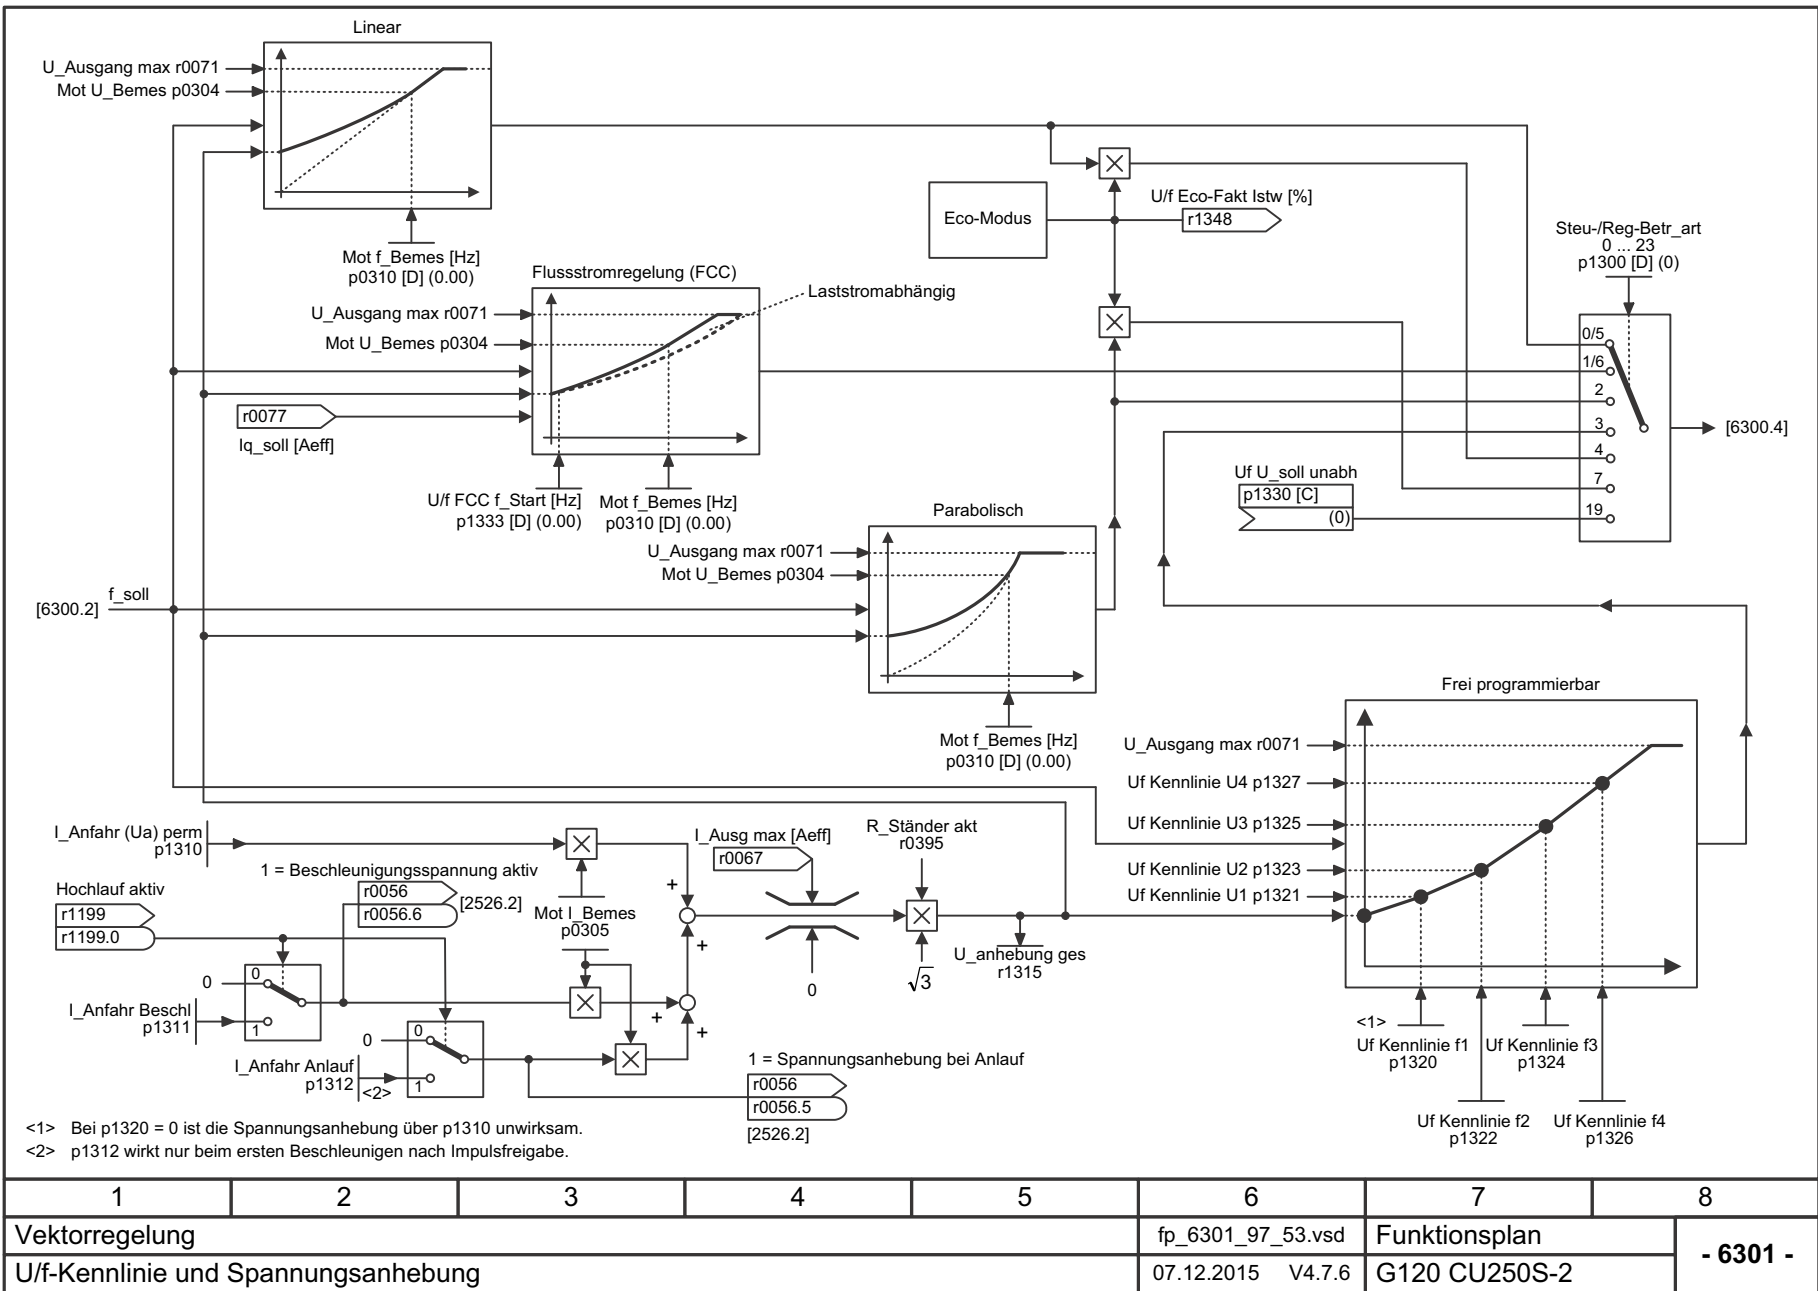 Linear
U_Ausgang max r0071
Mot U_Bemes p0304
Mot f_Bemes [Hz]
p0310 [D] (0.00)
Eco-Modus
U/f Eco-Fakt Istw [%]
r1348
Steu-/Reg-Betr_art
0 ... 23
p1300 [D] (0)
Flussstromregelung (FCC)
Laststromabhängig
U_Ausgang max r0071
Mot U_Bemes p0304
r0077
Iq_soll [Aeff]
U/f FCC f_Start [Hz]
p1333 [D] (0.00)
Mot f_Bemes [Hz]
p0310 [D] (0.00)
0/5
1/6
2
3
4
7
19
[6300.4]
Uf U_soll unabh
p1330 [C]
(0)
Parabolisch
U_Ausgang max r0071
Mot U_Bemes p0304
Mot f_Bemes [Hz]
p0310 [D] (0.00)
[6300.2]
f_soll
Frei programmierbar
U_Ausgang max r0071
Uf Kennlinie U4 p1327
Uf Kennlinie U3 p1325
Uf Kennlinie U2 p1323
Uf Kennlinie U1 p1321
<1>
Uf Kennlinie f1
p1320
Uf Kennlinie f3
p1324
Uf Kennlinie f2
p1322
Uf Kennlinie f4
p1326
I_Anfahr (Ua) perm
p1310
1 = Beschleunigungsspannung aktiv
r0056
r0056.6
[2526.2]
Hochlauf aktiv
r1199
r1199.0
Mot I_Bemes
p0305
+
+
+
+
I_Ausg max [Aeff]
r0067
0
R_Ständer akt
r0395
√3
U_anhebung ges
r1315
0
0
1
I_Anfahr Beschl
p1311
0
0
1
I_Anfahr Anlauf
p1312
<2>
1 = Spannungsanhebung bei Anlauf
r0056
r0056.5
[2526.2]
<1> Bei p1320 = 0 ist die Spannungsanhebung über p1310 unwirksam.
<2> p1312 wirkt nur beim ersten Beschleunigen nach Impulsfreigabe.
1 2 3 4 5 6 7 8
Vektorregelung
fp_6301_97_53.vsd
Funktionsplan
- 6301 -
U/f-Kennlinie und Spannungsanhebung
07.12.2015 V4.7.6
G120 CU250S-2